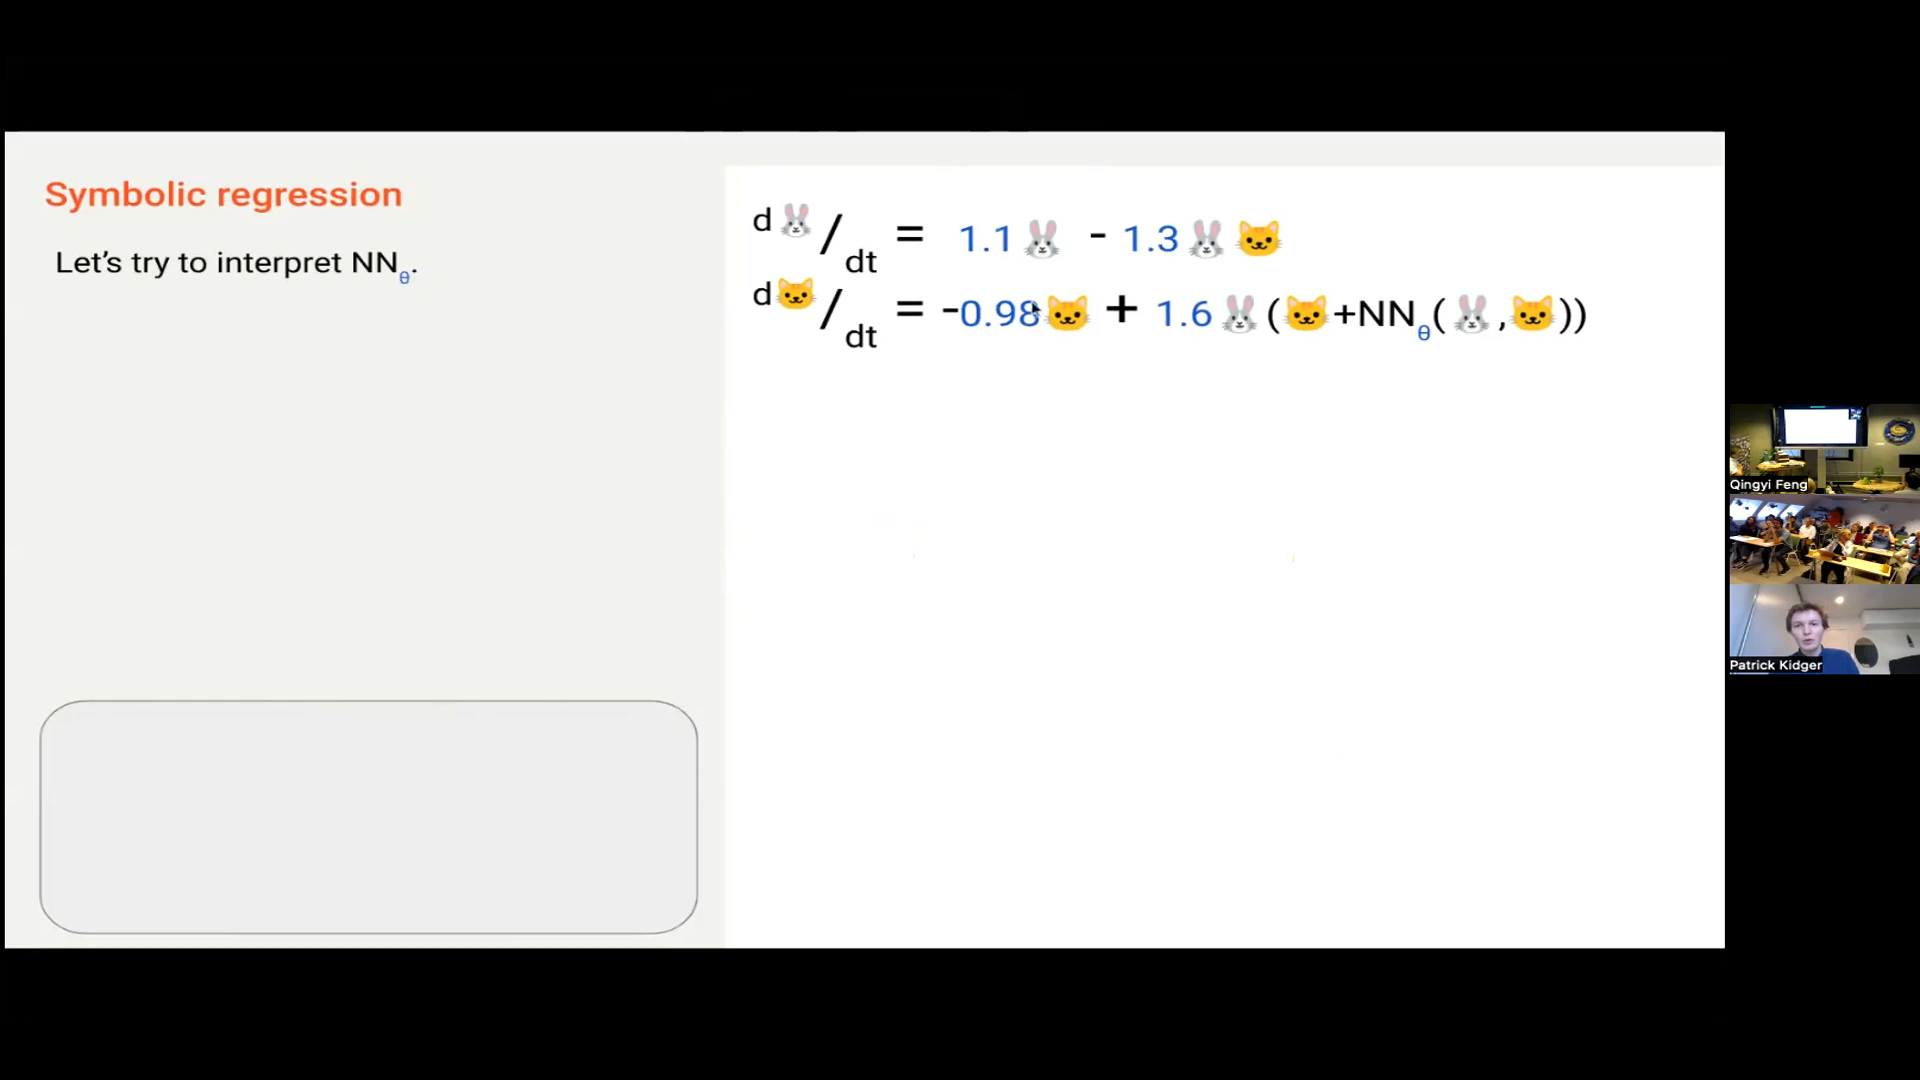 Symbolic regression
Let's try to interpret NNθ.
d🐰/dt = 1.1🐰 - 1.3🐰🐱
d🐱/dt = -0.98🐱 + 1.6🐰(🐱+NNθ(🐰,🐱))
Qingyi Feng
Patrick Kidger